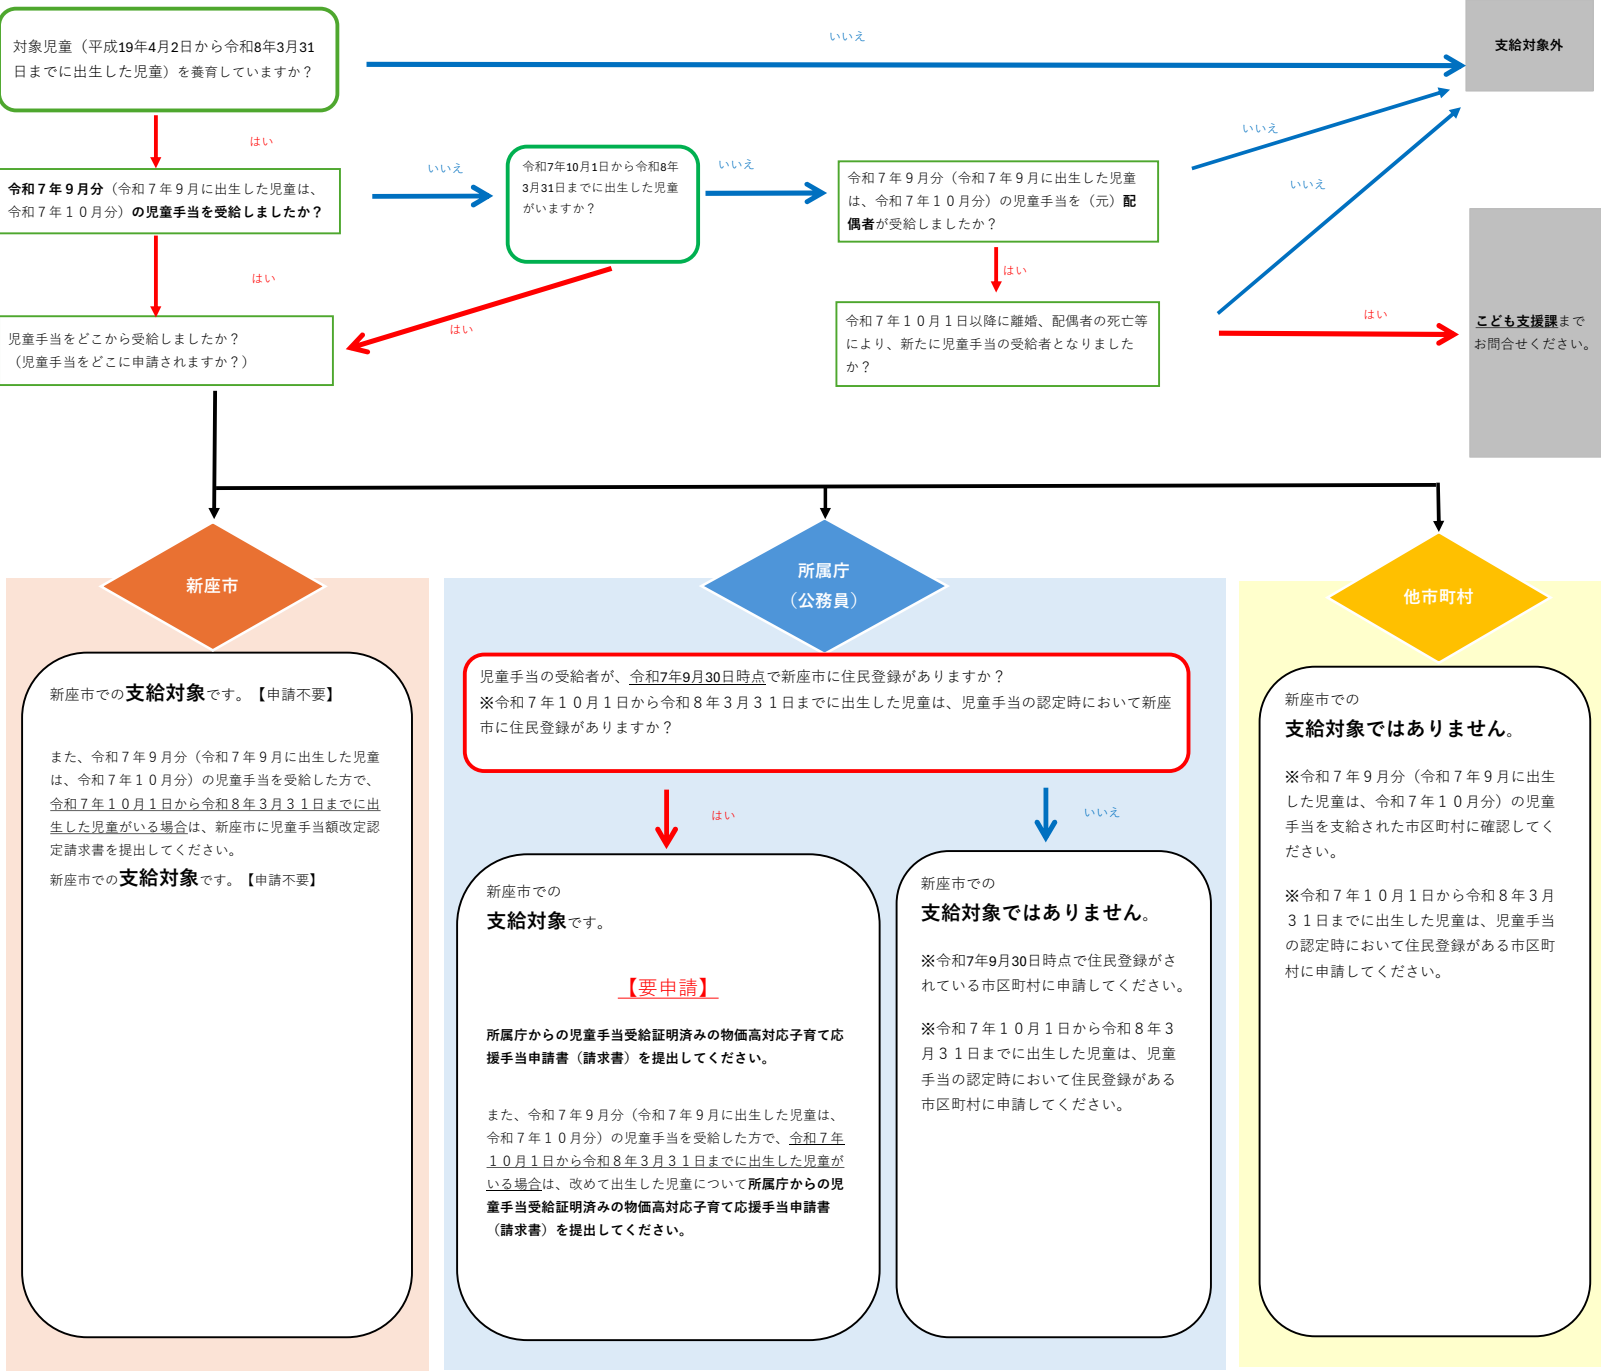 対象児童（平成19年4月2日から令和8年3月31
日までに出生した児童）を養育していますか？
いいえ
支給対象外
はい
いいえ
令和７年９月分（令和７年９月に出生した児童は、
令和７年１０月分）の児童手当を受給しましたか？
いいえ
令和7年10月1日から令和8年
3月31日までに出生した児童
がいますか？
いいえ
令和７年９月分（令和７年９月に出生した児童
は、令和７年１０月分）の児童手当を（元）配
偶者が受給しましたか？
いいえ
はい
はい
はい
児童手当をどこから受給しましたか？
（児童手当をどこに申請されますか？）
令和７年１０月１日以降に離婚、配偶者の死亡等
により、新たに児童手当の受給者となりました
か？
はい
こども支援課まで
お問合せください。
新座市
所属庁
（公務員）
他市町村
新座市での支給対象です。【申請不要】
また、令和７年９月分（令和７年９月に出生した児童
は、令和７年１０月分）の児童手当を受給した方で、
令和７年１０月１日から令和８年３月３１日までに出
生した児童がいる場合は、新座市に児童手当額改定認
定請求書を提出してください。
新座市での支給対象です。【申請不要】
児童手当の受給者が、令和7年9月30日時点で新座市に住民登録がありますか？
※令和７年１０月１日から令和８年３月３１日までに出生した児童は、児童手当の認定時において新座
市に住民登録がありますか？
はい
いいえ
新座市での
支給対象です。
【要申請】
所属庁からの児童手当受給証明済みの物価高対応子育て応
援手当申請書（請求書）を提出してください。
また、令和７年９月分（令和７年９月に出生した児童は、
令和７年１０月分）の児童手当を受給した方で、令和７年
１０月１日から令和８年３月３１日までに出生した児童が
いる場合は、改めて出生した児童について所属庁からの児
童手当受給証明済みの物価高対応子育て応援手当申請書
（請求書）を提出してください。
新座市での
支給対象ではありません。
※令和7年9月30日時点で住民登録がさ
れている市区町村に申請してください。
※令和７年１０月１日から令和８年３
月３１日までに出生した児童は、児童
手当の認定時において住民登録がある
市区町村に申請してください。
新座市での
支給対象ではありません。
※令和７年９月分（令和７年９月に出生
した児童は、令和７年１０月分）の児童
手当を支給された市区町村に確認してく
ださい。
※令和７年１０月１日から令和８年３月
３１日までに出生した児童は、児童手当
の認定時において住民登録がある市区町
村に申請してください。